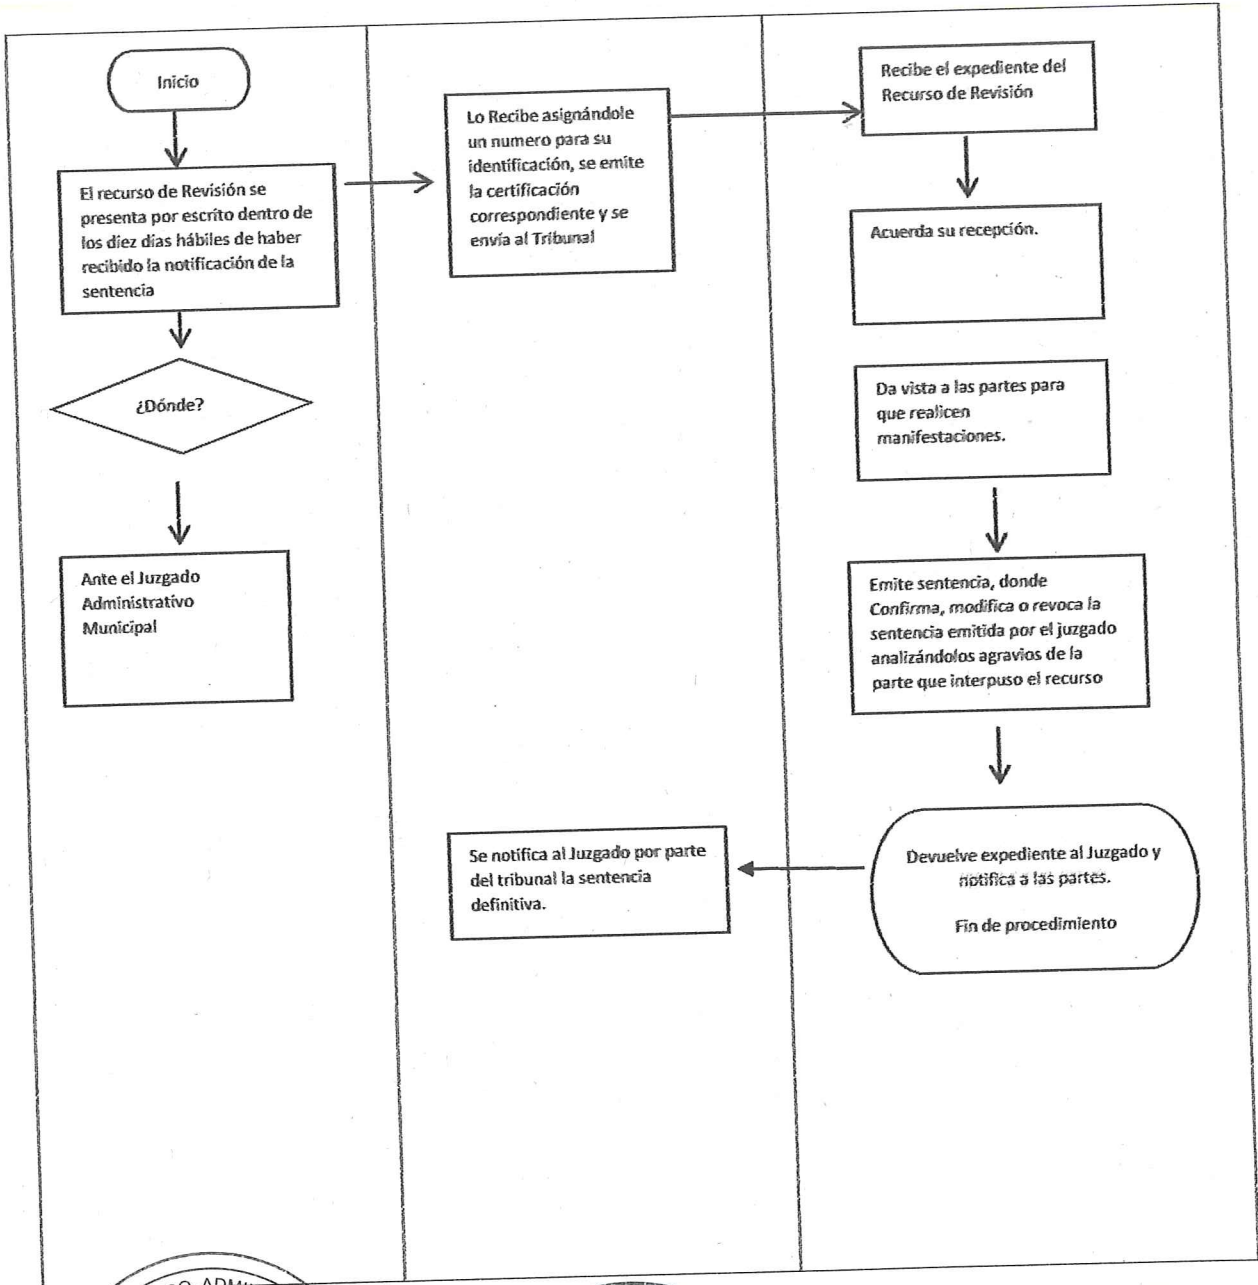 Inicio
El recurso de Revisión se
presenta por escrito dentro de
los diez días hábiles de haber
recibido la notificación de la
sentencia
¿Dónde?
Ante el Juzgado
Administrativo
Municipal
Lo Recibe asignándole
un numero para su
identificación, se emite
la certificación
correspondiente y se
envía al Tribunal
Se notifica al Juzgado por parte
del tribunal la sentencia
definitiva.
Recibe el expediente del
Recurso de Revisión
Acuerda su recepción.
Da vista a las partes para
que realicen
manifestaciones.
Emite sentencia, donde
Confirma, modifica o revoca la
sentencia emitida por el juzgado
analizándolos agravios de la
parte que interpuso el recurso
Devuelve expediente al Juzgado y
notifica a las partes.
Fin de procedimiento